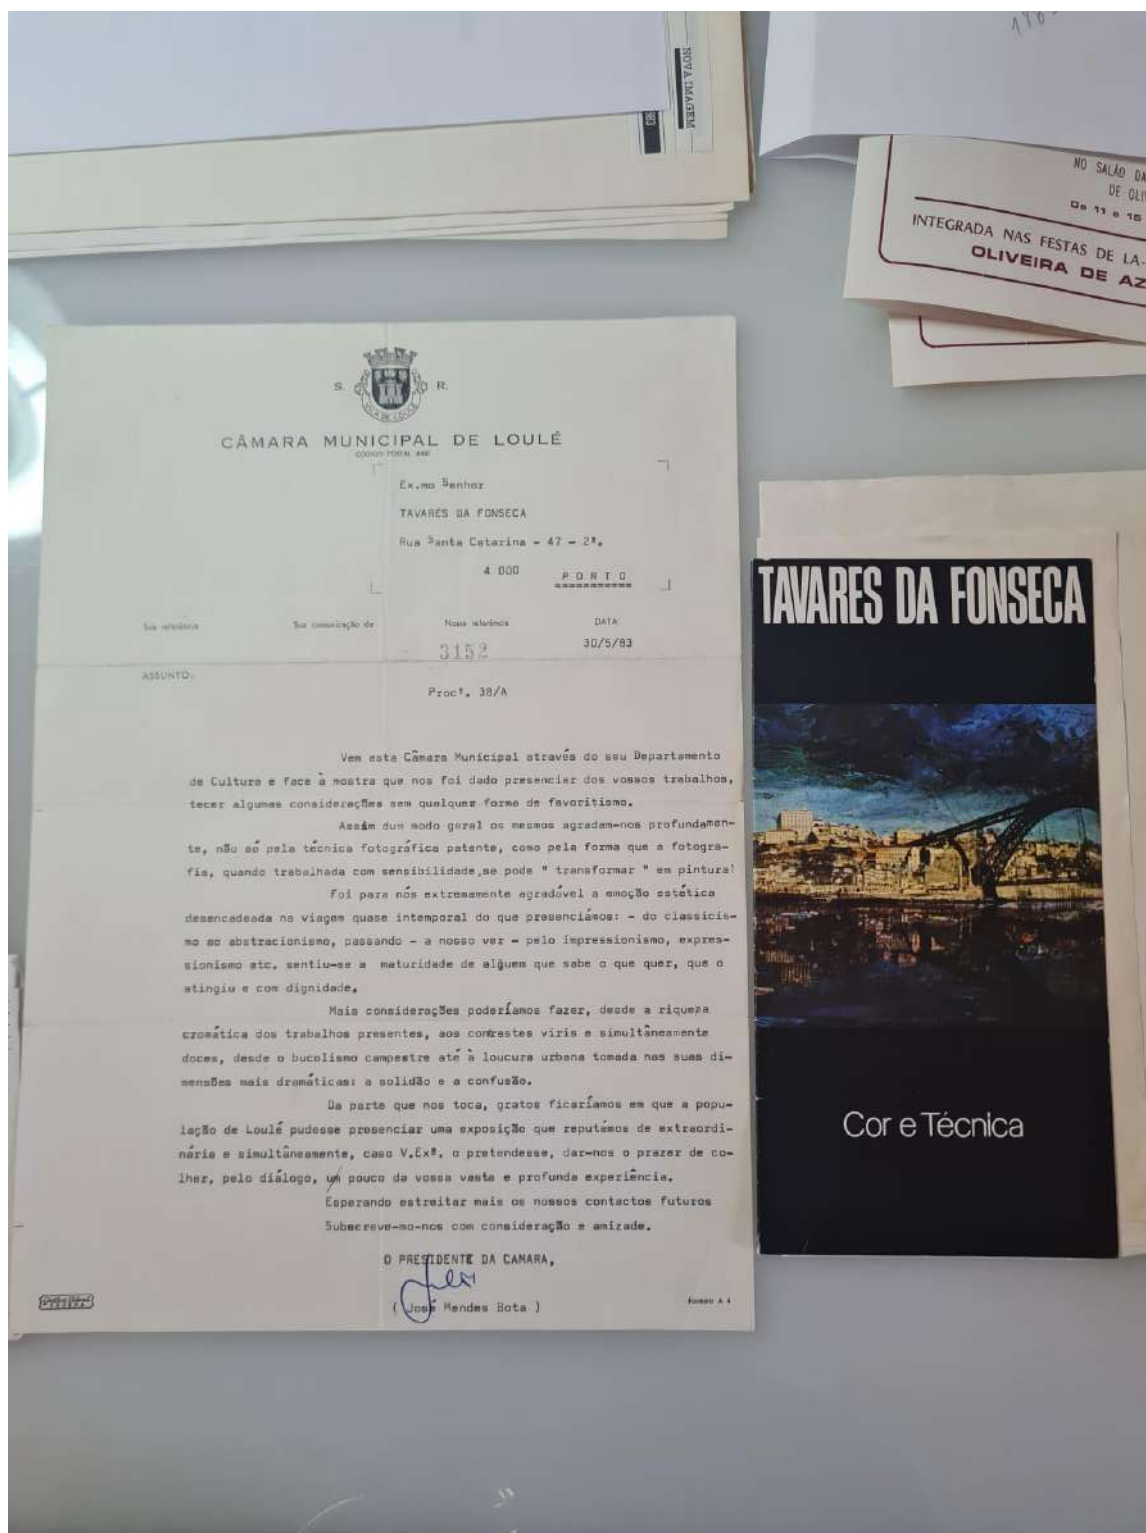 NOVA IMAGEM
NO SALÃO DA
DE OLI
De 11 a 15
INTEGRADA NAS FESTAS DE LA-
OLIVEIRA DE AZ
S. R.
VILA DE LOULÉ
CÂMARA MUNICIPAL DE LOULÉ
CÓDIGO POSTAL 8100
Ex.mo Senhor
TAVARES DA FONSECA
Rua Santa Catarina - 47 - 2º.
4 000 PORTO
Sua referência Sua comunicação de Nossa referência DATA
- 3152 30/5/83
ASSUNTO:
Procº. 38/A
Vem esta Câmara Municipal através do seu Departamento
de Cultura e face à mostra que nos foi dado presenciar dos vossos trabalhos,
tecer algumas considerações sem qualquer forma de favoritismo.
Assim dum modo geral os mesmos agradam-nos profundamen-
te, não só pela técnica fotográfica patente, como pela forma que a fotogra-
fia, quando trabalhada com sensibilidade,se pode " transformar " em pintura!
Foi para nós extremamente agradável a emoção estética
desencadeada na viagem quase intemporal do que presenciámos: - do classicis-
mo ao abstracionismo, passando - a nosso ver - pelo impressionismo, expres-
sionismo etc, sentiu-se a maturidade de alguem que sabe o que quer, que o
atingiu e com dignidade.
Mais considerações poderíamos fazer, desde a riqueza
cromática dos trabalhos presentes, aos contrastes viris e simultâneamente
doces, desde o bucolismo campestre até à loucura urbana tomada nas suas di-
mensões mais dramáticas: a solidão e a confusão.
Da parte que nos toca, gratos ficaríamos em que a popu-
lação de Loulé pudesse presenciar uma exposição que reputámos de extraordi-
nária e simultâneamente, caso V.Exª. o pretendesse, dar-nos o prazer de co-
lher, pelo diálogo, um pouco da vossa vasta e profunda experiência.
Esperando estreitar mais os nossos contactos futuros
Subscreve-mo-nos com consideração e amizade.
O PRESIDENTE DA CAMARA,
( José Mendes Bota )
Formato A 4
TAVARES DA FONSECA
Cor e Técnica